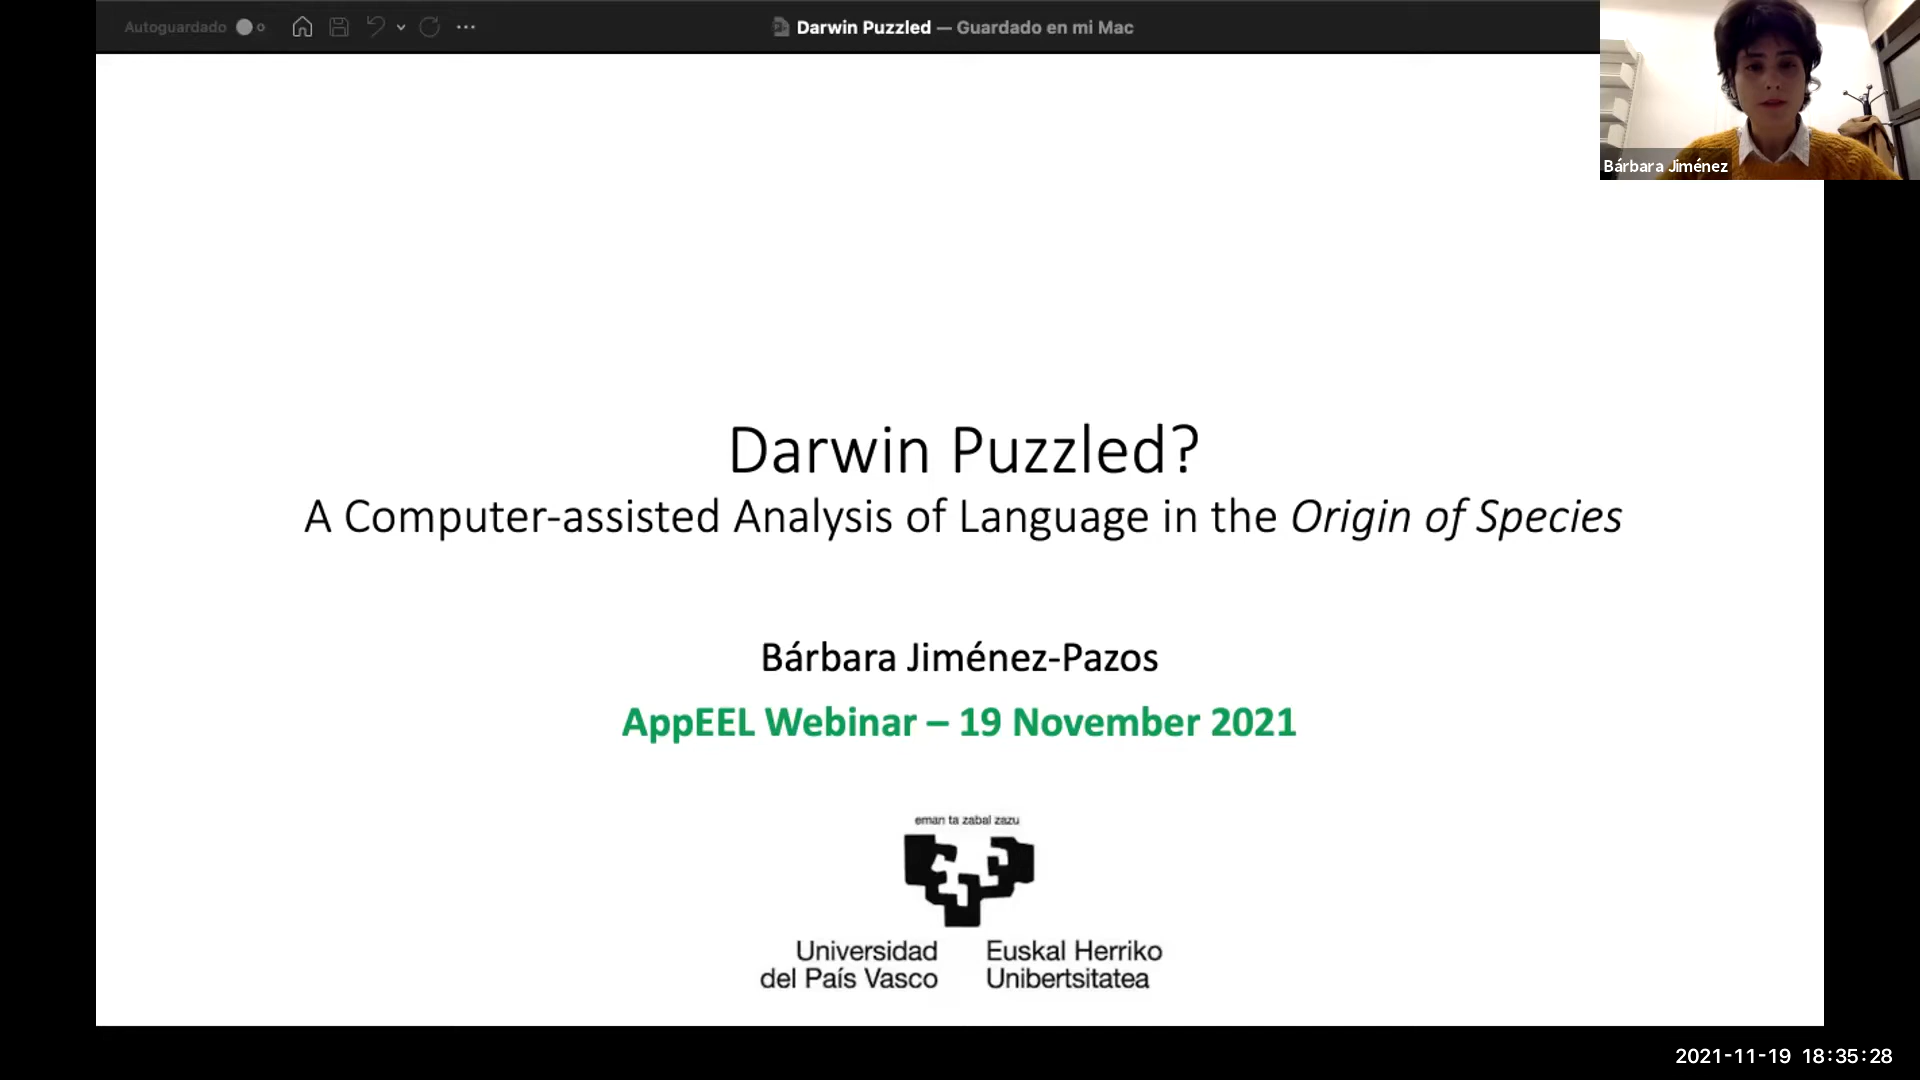 Autoguardado
Darwin Puzzled — Guardado en mi Mac
Bárbara Jiménez
Darwin Puzzled?
A Computer-assisted Analysis of Language in the Origin of Species
Bárbara Jiménez-Pazos
AppEEL Webinar – 19 November 2021
eman ta zabal zazu
Universidad
del País Vasco
Euskal Herriko
Unibertsitatea
2021-11-19 18:35:28